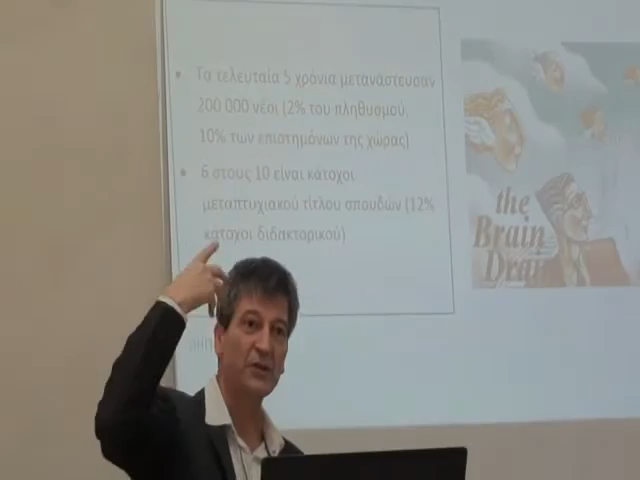 • Τα τελευταία 5 χρόνια μετανάστευσαν
200 000 νέοι (2% του πληθυσμού,
10% των επιστημόνων της χώρας)
• 6 στους 10 είναι κάτοχοι
μεταπτυχιακού τίτλου σπουδών (12%
κάτοχοι διδακτορικού)
the
Brain
Drain